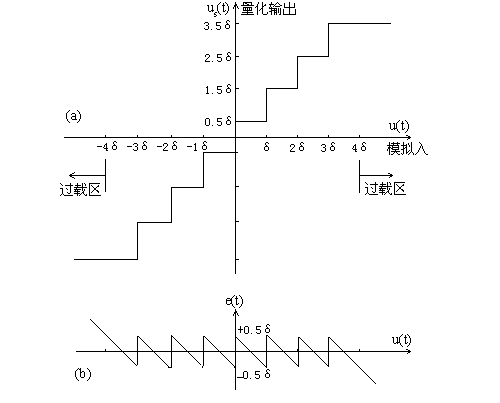 uₛ(t) 量化输出
3.5δ
2.5δ
1.5δ
0.5δ
(a)
u(t)
-4δ -3δ -2δ -1δ δ 2δ 3δ 4δ 模拟入
过载区 过载区
e(t)
+0.5δ
u(t)
(b) -0.5δ